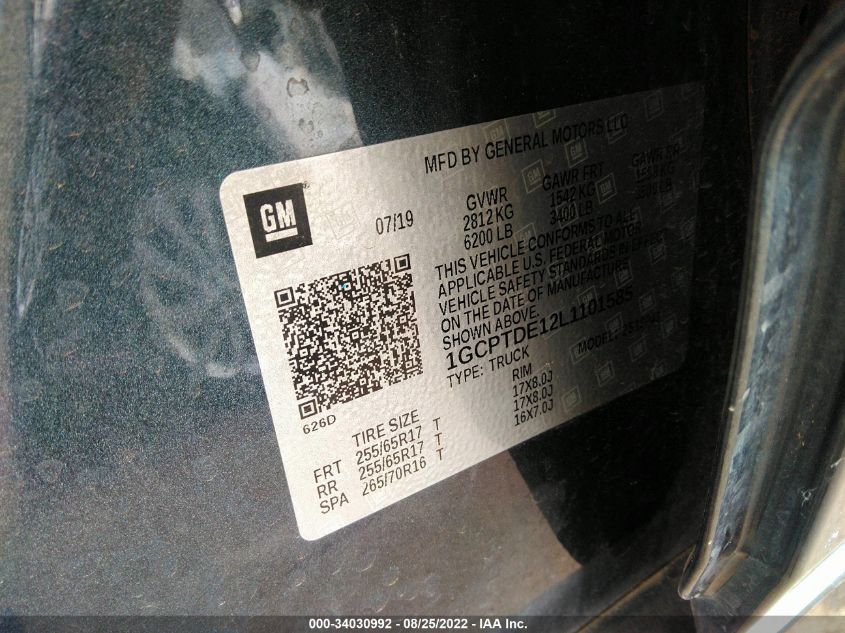 MFD BY GENERAL MOTORS LLC
GM
07/19
GVWR GAWR FRT GAWR RR
2812 KG 1542 KG
6200 LB 3400 LB
THIS VEHICLE CONFORMS TO ALL
APPLICABLE U.S. FEDERAL MOTOR
VEHICLE SAFETY STANDARDS IN EFFECT
ON THE DATE OF MANUFACTURE
SHOWN ABOVE.
1GCPTDE12L1101585
TYPE: TRUCK MODEL:
626D
TIRE SIZE RIM
FRT 255/65R17 T 17X8.0J
RR 255/65R17 T 17X8.0J
SPA 265/70R16 T 16X7.0J
000-34030992 - 08/25/2022 - IAA Inc.